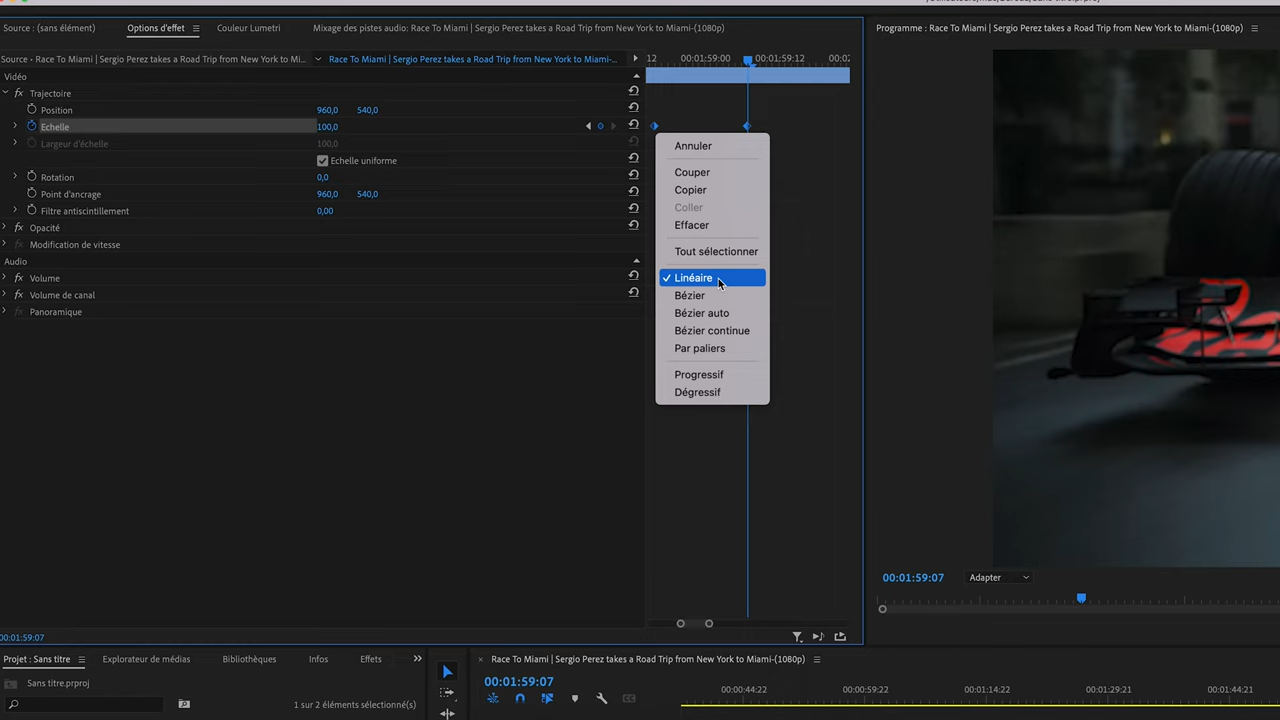 Source : (sans élément)
Options d'effet
Couleur Lumetri
Mixage des pistes audio: Race To Miami | Sergio Perez takes a Road Trip from New York to Miami-(1080p)
Programme : Race To Miami | Sergio Perez takes a Road Trip from New York to Miami-(1080p)
Source • Race To Miami | Sergio Perez takes a Road Trip from New York to Mi...
Race To Miami | Sergio Perez takes a Road Trip from New York to Miami-...
12
00:01:59:00
00:01:59:12
00:02
Vidéo
fx Trajectoire
Position 960,0 540,0
Echelle 100,0
Largeur d'échelle 100,0
Echelle uniforme
Rotation 0,0
Point d'ancrage 960,0 540,0
Filtre antiscintillement 0,00
fx Opacité
fx Modification de vitesse
Audio
fx Volume
fx Volume de canal
fx Panoramique
Annuler
Couper
Copier
Coller
Effacer
Tout sélectionner
Linéaire
Bézier
Bézier auto
Bézier continue
Par paliers
Progressif
Dégressif
00:01:59:07
Adapter
00:01:59:07
Projet : Sans titre
Explorateur de médias
Bibliothèques
Infos
Effets
Sans titre.prproj
1 sur 2 éléments sélectionné(s)
× Race To Miami | Sergio Perez takes a Road Trip from New York to Miami-(1080p)
00:01:59:07
00:00:44:22
00:00:59:22
00:01:14:22
00:01:29:21
00:01:44:21